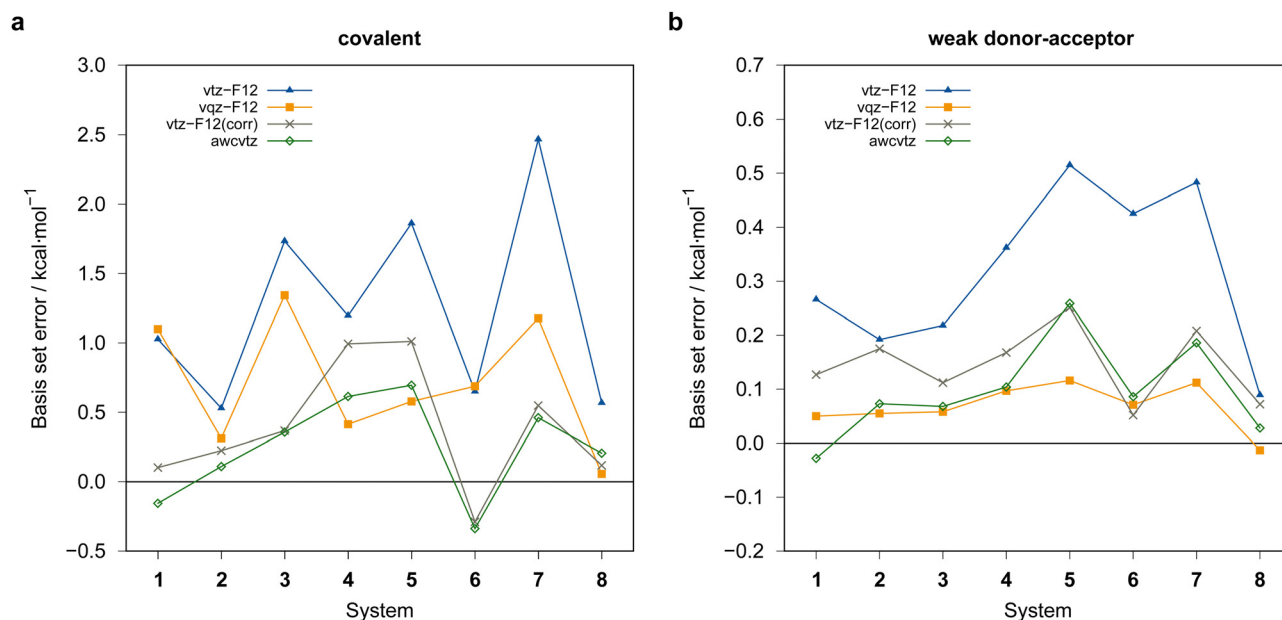 a
covalent
Basis set error / kcal·mol⁻¹
3.0
2.5
2.0
1.5
1.0
0.5
0.0
−0.5
vtz−F12
vqz−F12
vtz−F12(corr)
awcvtz
1 2 3 4 5 6 7 8
System
b
weak donor-acceptor
Basis set error / kcal·mol⁻¹
0.7
0.6
0.5
0.4
0.3
0.2
0.1
0.0
−0.1
−0.2
vtz−F12
vqz−F12
vtz−F12(corr)
awcvtz
1 2 3 4 5 6 7 8
System